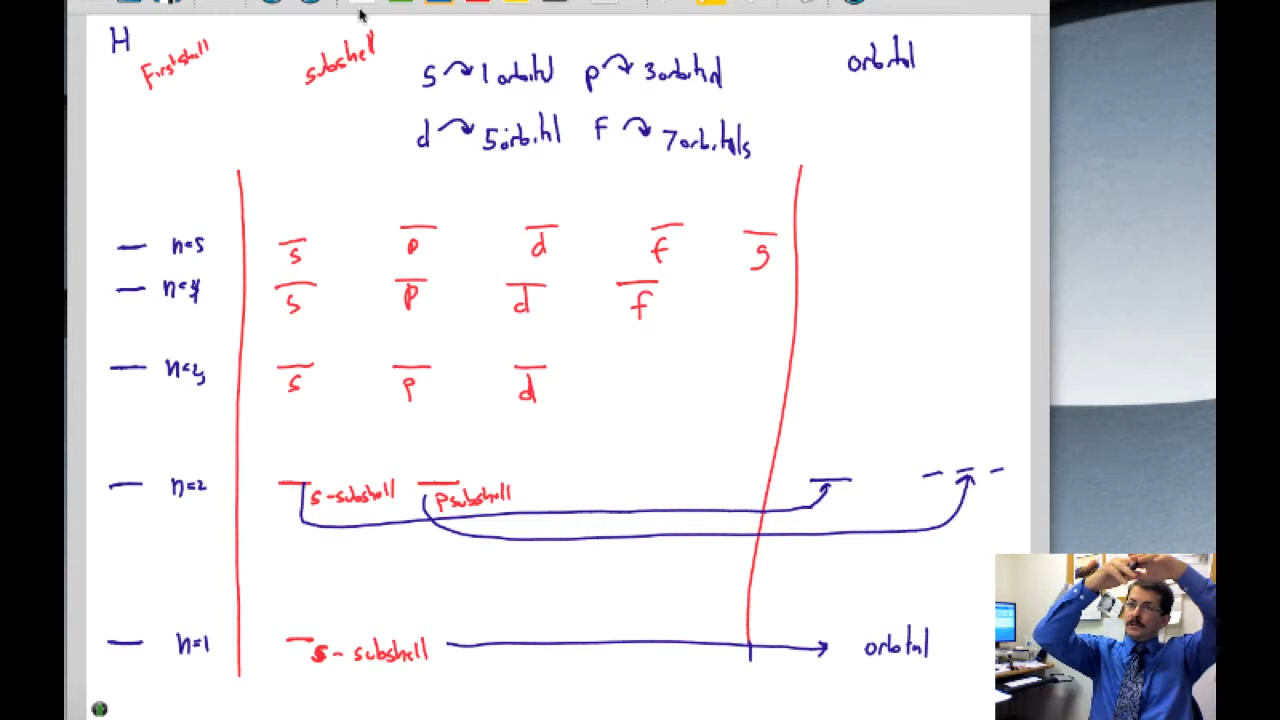 H
First shell
subshell
s 1 orbital p 3 orbital
orbital
d 5 orbital f 7 orbitals
n=5 s p d f g
n=4 s p d f
n=3 s p d
n=2 s-subshell p subshell
n=1 s-subshell orbital